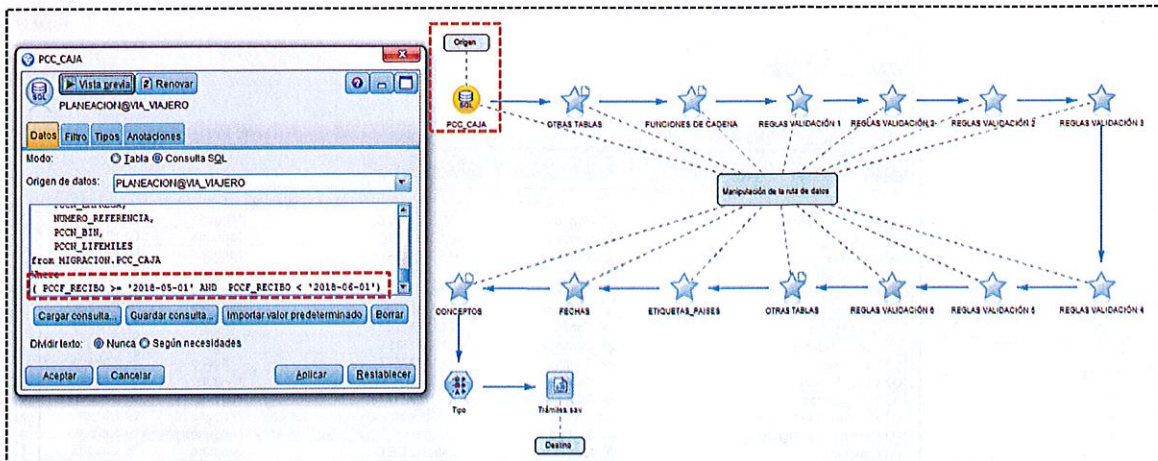 PCC_CAJA
Vista previa
Renovar
PLANEACION@VIA_VIAJERO
Datos Filtro Tipos Anotaciones
Modo:
Tabla Consulta SQL
Origen de datos:
PLANEACION@VIA_VIAJERO
NUMERO_REFERENCIA,
PCCN_BIN,
PCCN_LIFEMILES
from MIGRACION.PCC_CAJA
where
( PCCF_RECIBO >= '2018-05-01' AND PCCF_RECIBO < '2018-06-01')
Cargar consulta... Guardar consulta... Importar valor predeterminado Borrar
Dividir texto: Nunca Según necesidades
Aceptar Cancelar Aplicar Restablecer
Origen
SQL
PCC_CAJA
OTRAS TABLAS
FUNCIONES DE CADENA
REGLAS VALIDACIÓN 1
REGLAS VALIDACIÓN 2-
REGLAS VALIDACIÓN 2
REGLAS VALIDACIÓN 3
Manipulación de la ruta de datos
CONCEPTOS
FECHAS
ETIQUETAS_PAISES
OTRAS TABLAS
REGLAS VALIDACIÓN 6
REGLAS VALIDACIÓN 5
REGLAS VALIDACIÓN 4
Tipo
Trámites.sav
Destino